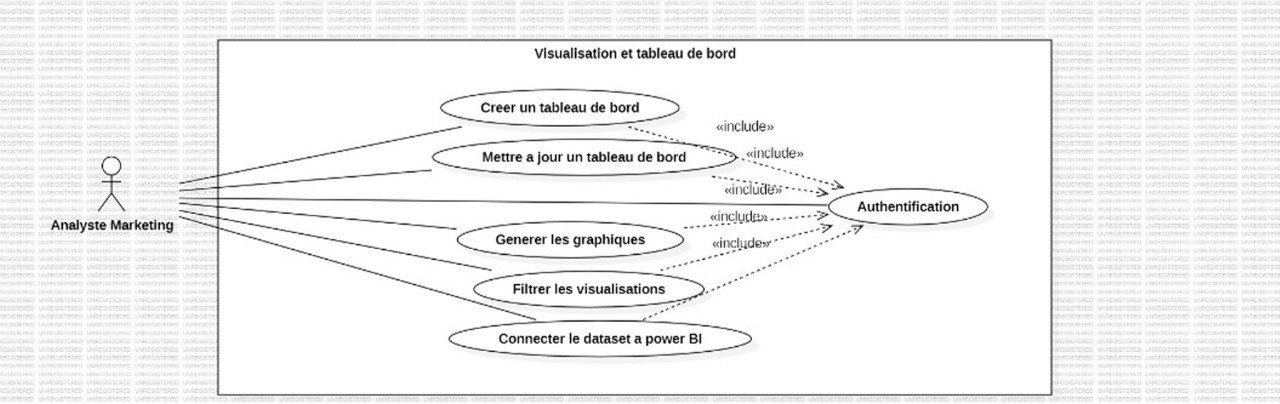 Visualisation et tableau de bord
Creer un tableau de bord
«include»
Mettre a jour un tableau de bord
«include»
«include»
Authentification
Analyste Marketing
«include»
Generer les graphiques
«include»
Filtrer les visualisations
Connecter le dataset a power BI
UNREGISTERED